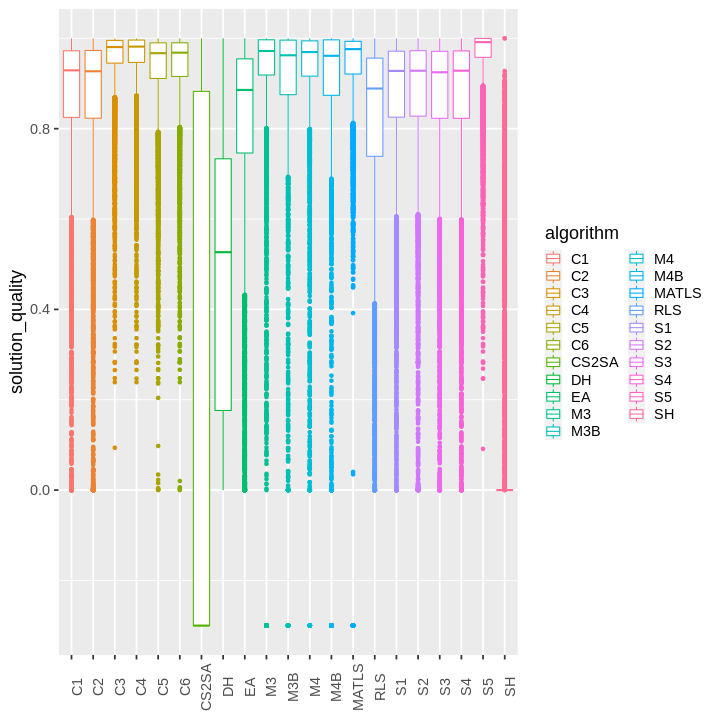 solution_quality
0.8
0.4
0.0
C1
C2
C3
C4
C5
C6
CS2SA
DH
EA
M3
M3B
M4
M4B
MATLS
RLS
S1
S2
S3
S4
S5
SH
algorithm
C1
C2
C3
C4
C5
C6
CS2SA
DH
EA
M3
M3B
M4
M4B
MATLS
RLS
S1
S2
S3
S4
S5
SH